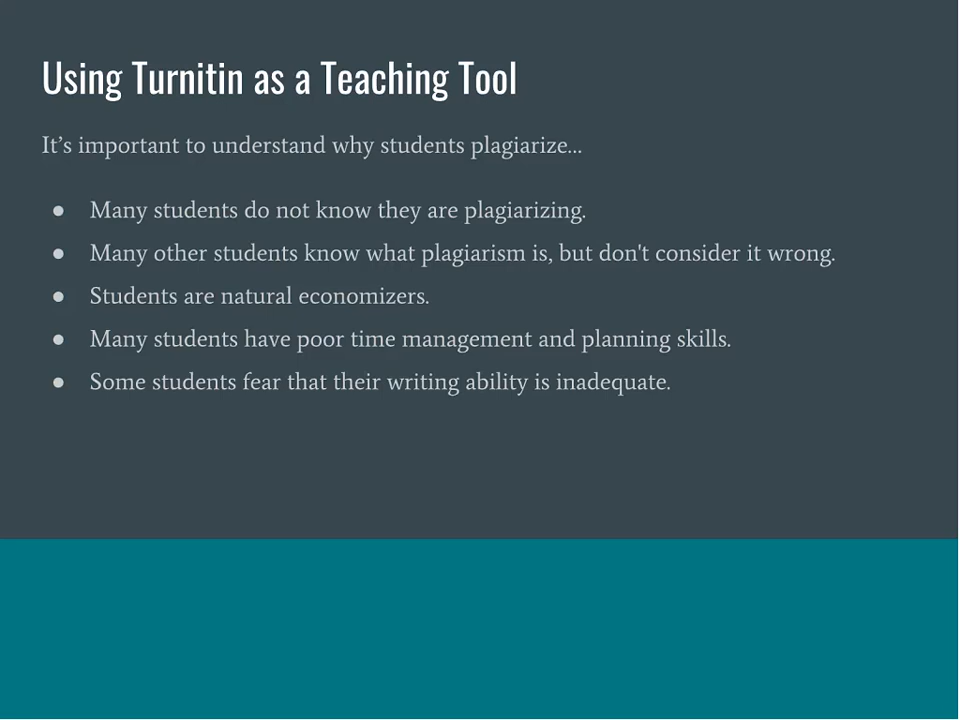 Using Turnitin as a Teaching Tool
It’s important to understand why students plagiarize...
● Many students do not know they are plagiarizing.
● Many other students know what plagiarism is, but don't consider it wrong.
● Students are natural economizers.
● Many students have poor time management and planning skills.
● Some students fear that their writing ability is inadequate.